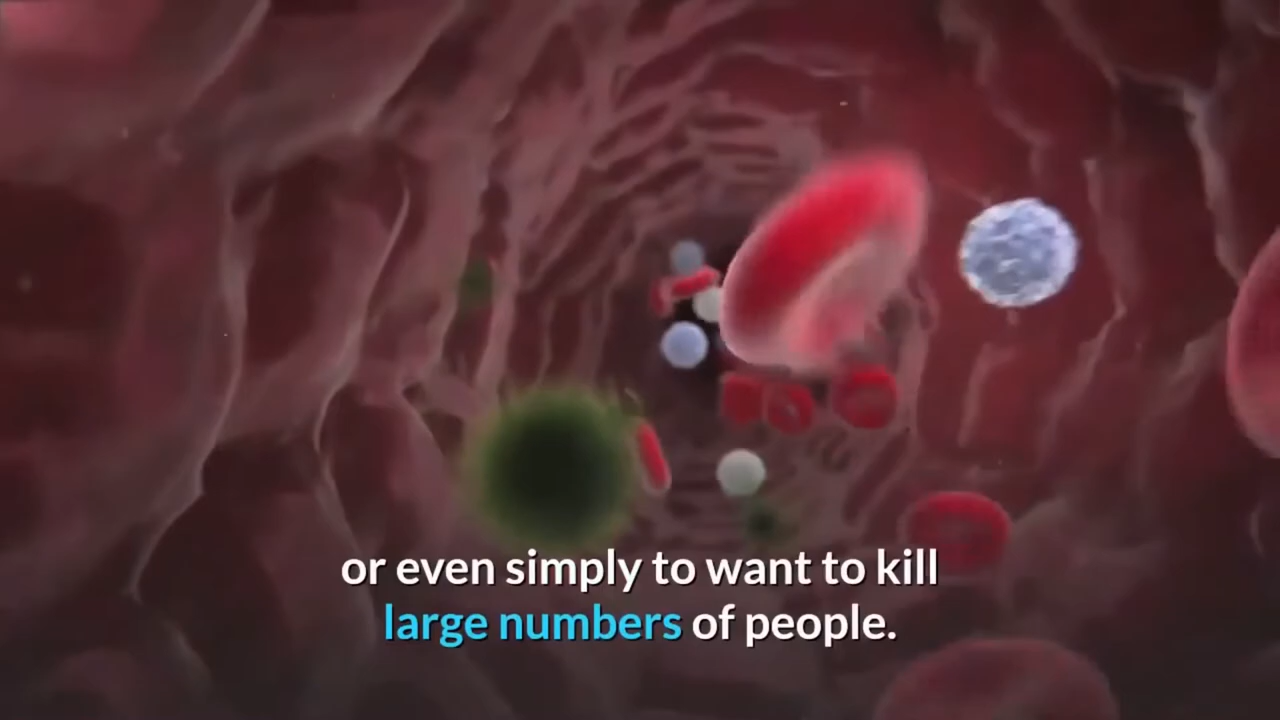 or even simply to want to kill
large numbers of people.